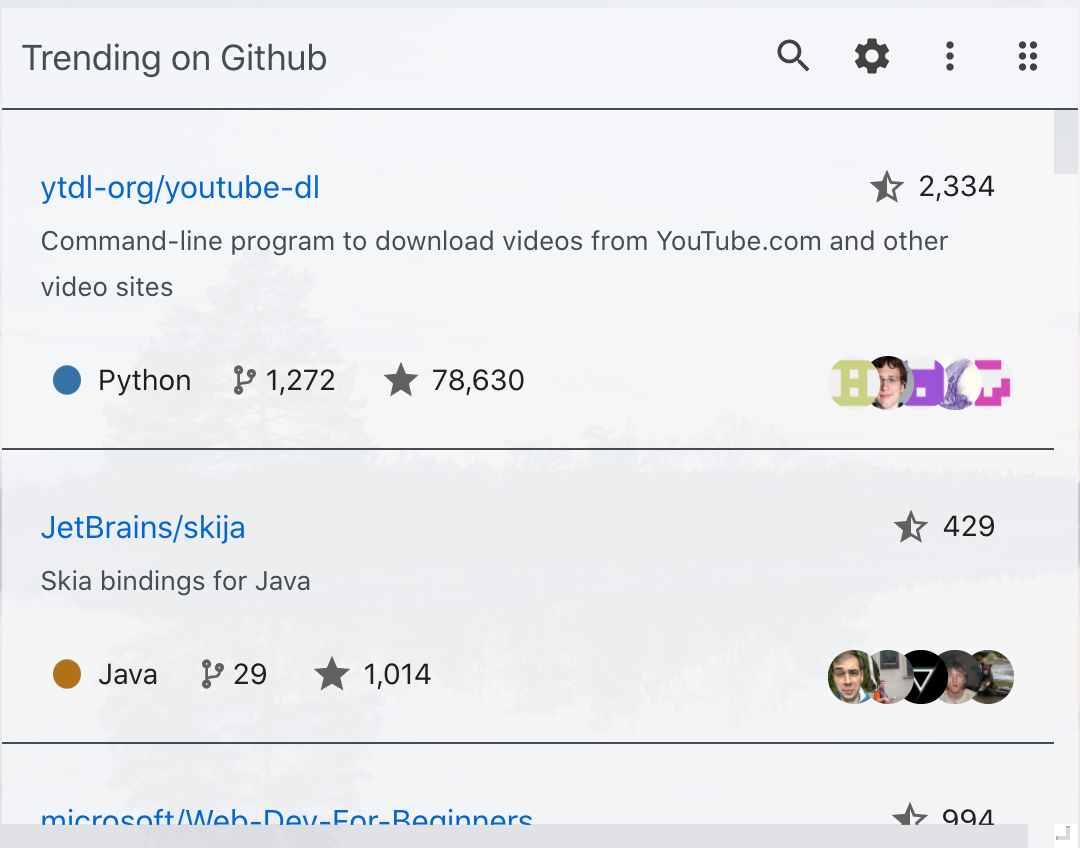 Trending on Github
ytdl-org/youtube-dl 2,334
Command-line program to download videos from YouTube.com and other
video sites
Python 1,272 78,630
JetBrains/skija 429
Skia bindings for Java
Java 29 1,014
microsoft/Web-Dev-For-Beginners 994